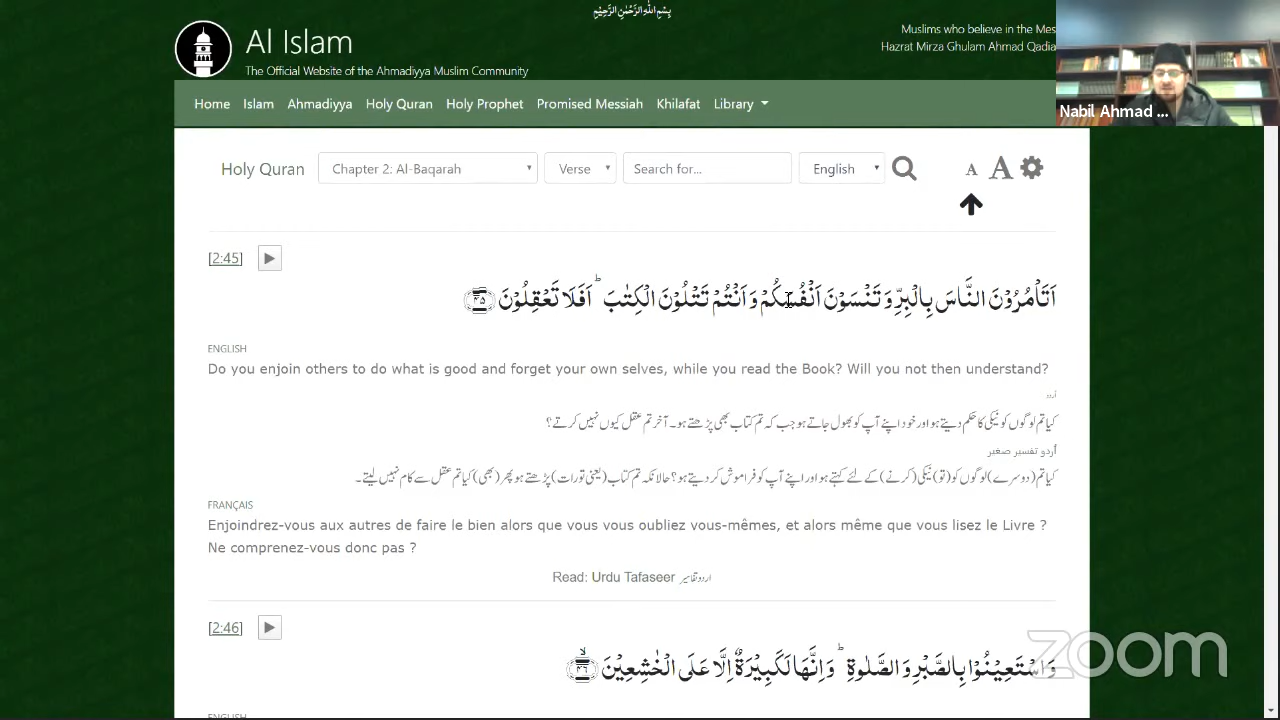 بِسْمِ اللّٰهِ الرَّحْمٰنِ الرَّحِيْمِ
Al Islam
The Official Website of the Ahmadiyya Muslim Community
Muslims who believe in the Mes
Hazrat Mirza Ghulam Ahmad Qadia
Nabil Ahmad ...
Home Islam Ahmadiyya Holy Quran Holy Prophet Promised Messiah Khilafat Library
Holy Quran Chapter 2: Al-Baqarah Verse Search for... English A A
[2:45]
اَتَاْمُرُوْنَ النَّاسَ بِالْبِرِّ وَ تَنْسَوْنَ اَنْفُسَكُمْ وَ اَنْتُمْ تَتْلُوْنَ الْكِتٰبَ ؕ اَفَلَا تَعْقِلُوْنَ ﴿۴۵﴾
ENGLISH
Do you enjoin others to do what is good and forget your own selves, while you read the Book? Will you not then understand?
اردو
کیا تم لوگوں کو نیکی کا حکم دیتے ہو اور خود اپنے آپ کو بھول جاتے ہو جب کہ تم کتاب بھی پڑھتے ہو۔ آخر تم عقل کیوں نہیں کرتے؟
اُردو تفسیر صغیر
کیا تم (دوسرے) لوگوں کو (تو) نیکی (کرنے) کے لئے کہتے ہو اور اپنے آپ کو فراموش کر دیتے ہو؟ حالانکہ تم کتاب (یعنی تورات) پڑھتے ہو پھر (بھی) کیا تم عقل سے کام نہیں لیتے۔
FRANÇAIS
Enjoindrez-vous aux autres de faire le bien alors que vous vous oubliez vous-mêmes, et alors même que vous lisez le Livre ?
Ne comprenez-vous donc pas ?
Read: Urdu Tafaseer اردو تفاسیر
[2:46]
وَ اسْتَعِيْنُوْا بِالصَّبْرِ وَ الصَّلٰوةِ ؕ وَ اِنَّهَا لَكَبِيْرَةٌ اِلَّا عَلَى الْخٰشِعِيْنَ ﴿ۙ۴۶﴾
zoom
ENGLISH